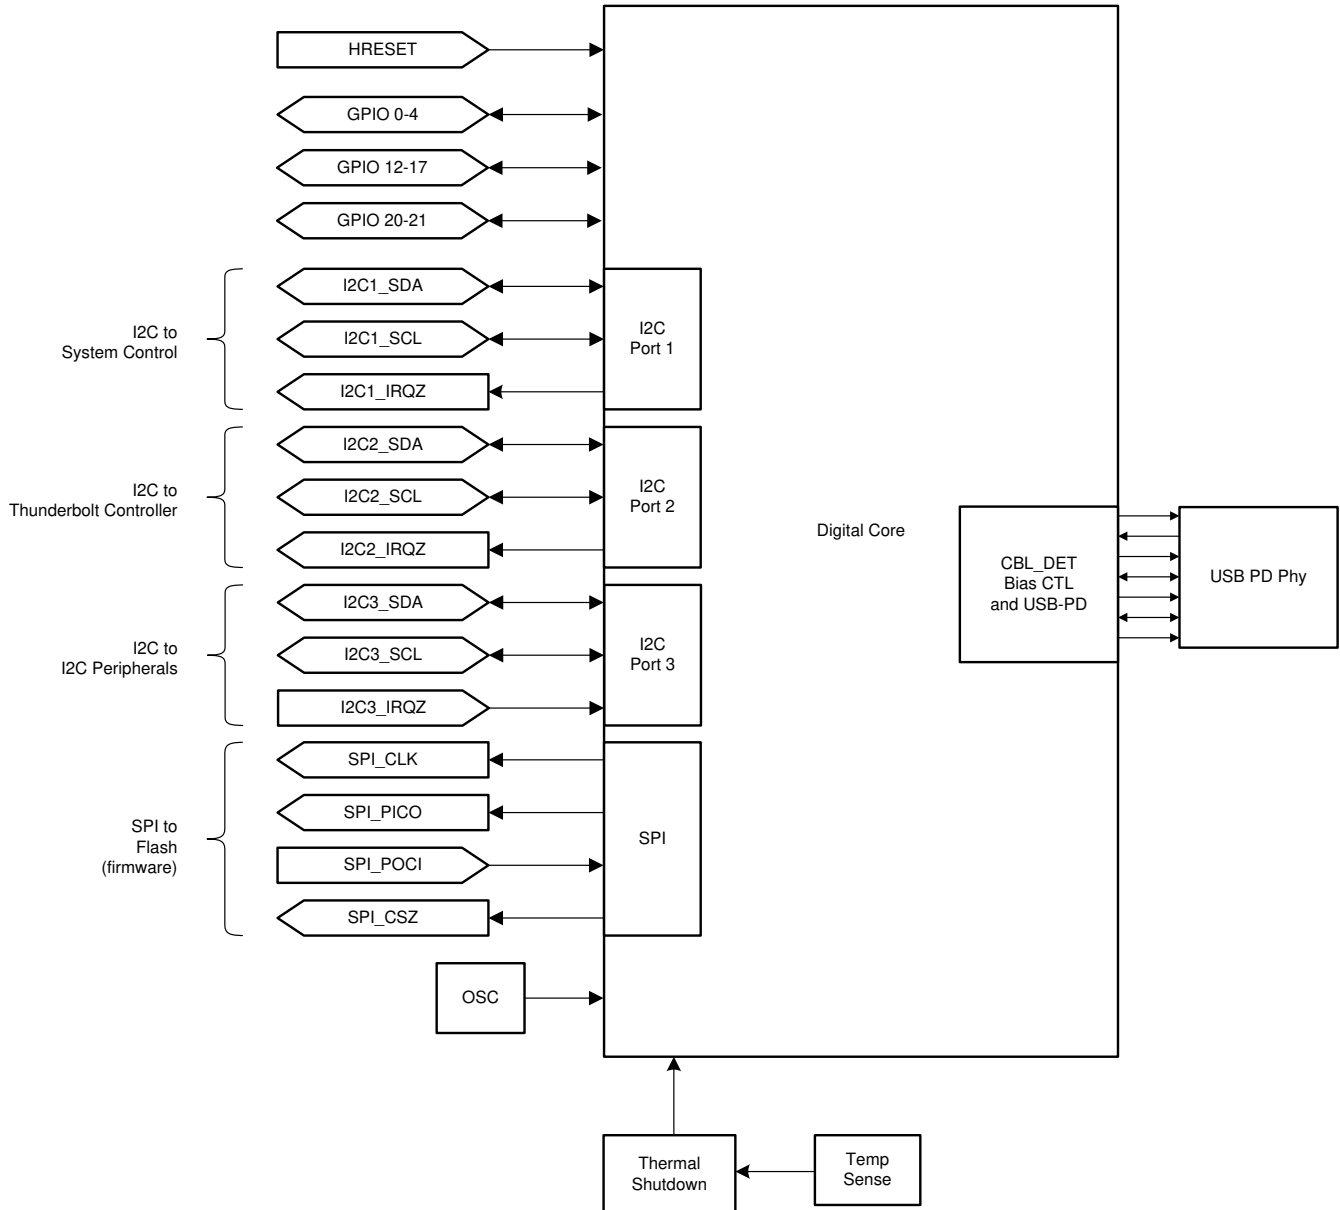 HRESET
GPIO 0-4
GPIO 12-17
GPIO 20-21
I2C to
System Control
I2C1_SDA
I2C1_SCL
I2C1_IRQZ
I2C
Port 1
I2C to
Thunderbolt Controller
I2C2_SDA
I2C2_SCL
I2C2_IRQZ
I2C
Port 2
I2C to
I2C Peripherals
I2C3_SDA
I2C3_SCL
I2C3_IRQZ
I2C
Port 3
SPI to
Flash
(firmware)
SPI_CLK
SPI_PICO
SPI_POCI
SPI_CSZ
SPI
OSC
Digital Core
CBL_DET
Bias CTL
and USB-PD
USB PD Phy
Thermal
Shutdown
Temp
Sense